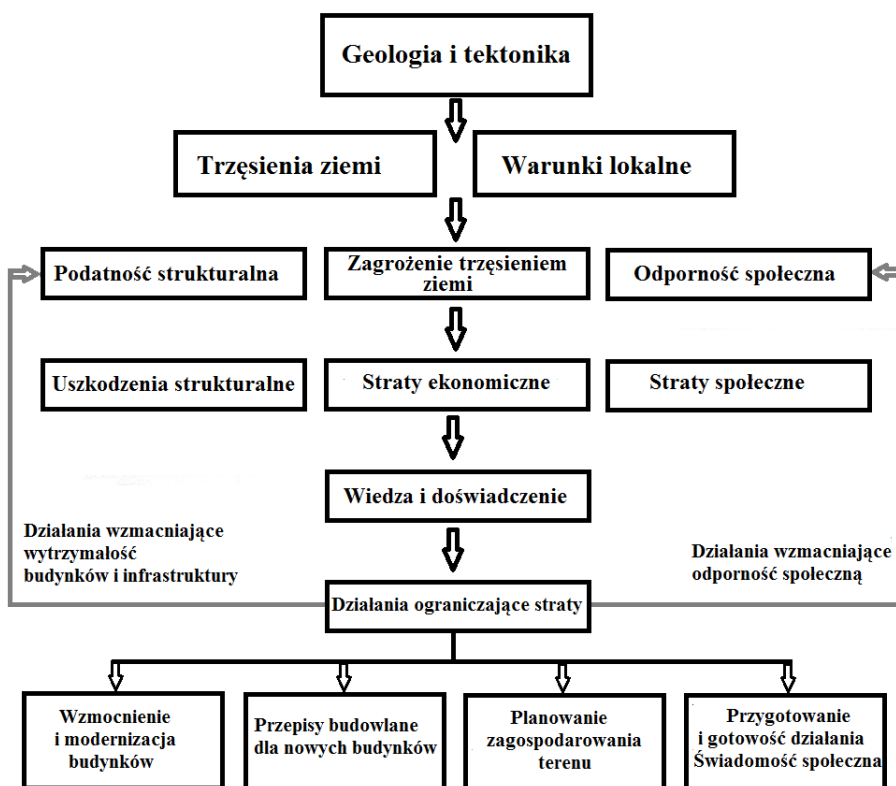 Geologia i tektonika
Trzęsienia ziemi
Warunki lokalne
Podatność strukturalna
Zagrożenie trzęsieniem
ziemi
Odporność społeczna
Uszkodzenia strukturalne
Straty ekonomiczne
Straty społeczne
Wiedza i doświadczenie
Działania wzmacniające
wytrzymałość
budynków i infrastruktury
Działania wzmacniające
odporność społeczną
Działania ograniczające straty
Wzmocnienie
i modernizacja
budynków
Przepisy budowlane
dla nowych budynków
Planowanie
zagospodarowania
terenu
Przygotowanie
i gotowość działania
Świadomość społeczna